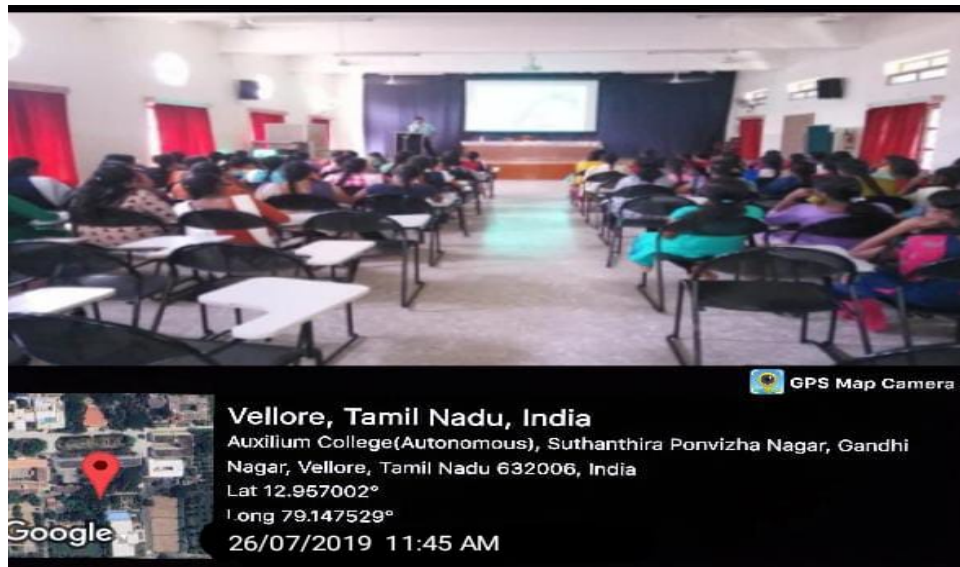 GPS Map Camera
Vellore, Tamil Nadu, India
Auxilium College(Autonomous), Suthanthira Ponvizha Nagar, Gandhi
Nagar, Vellore, Tamil Nadu 632006, India
Lat 12.957002°
Long 79.147529°
26/07/2019 11:45 AM
Google